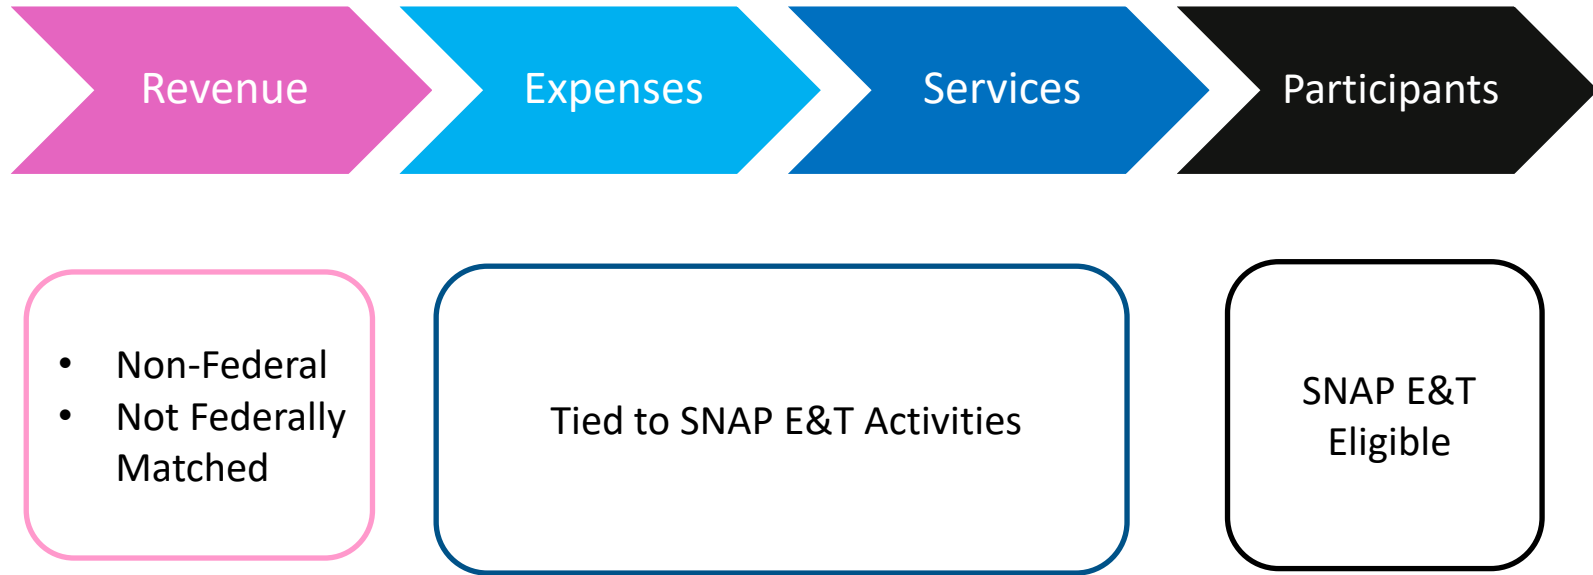 Revenue
Expenses
Services
Participants
• Non-Federal
• Not Federally
Matched
Tied to SNAP E&T Activities
SNAP E&T
Eligible